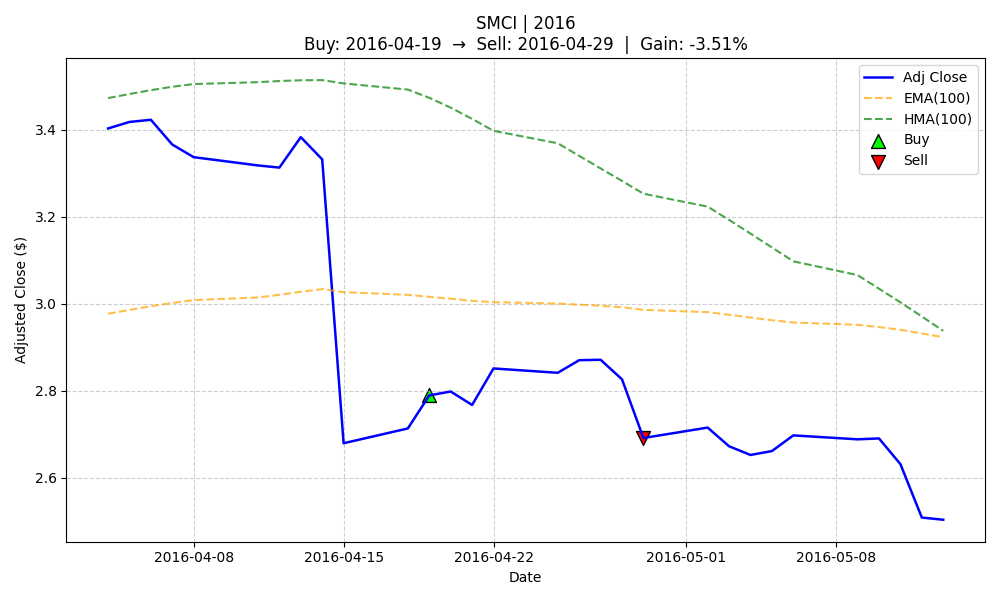 SMCI | 2016
Buy: 2016-04-19 → Sell: 2016-04-29 | Gain: -3.51%
Adj Close
EMA(100)
HMA(100)
Buy
Sell
Adjusted Close ($)
3.4
3.2
3.0
2.8
2.6
2016-04-08
2016-04-15
2016-04-22
2016-05-01
2016-05-08
Date